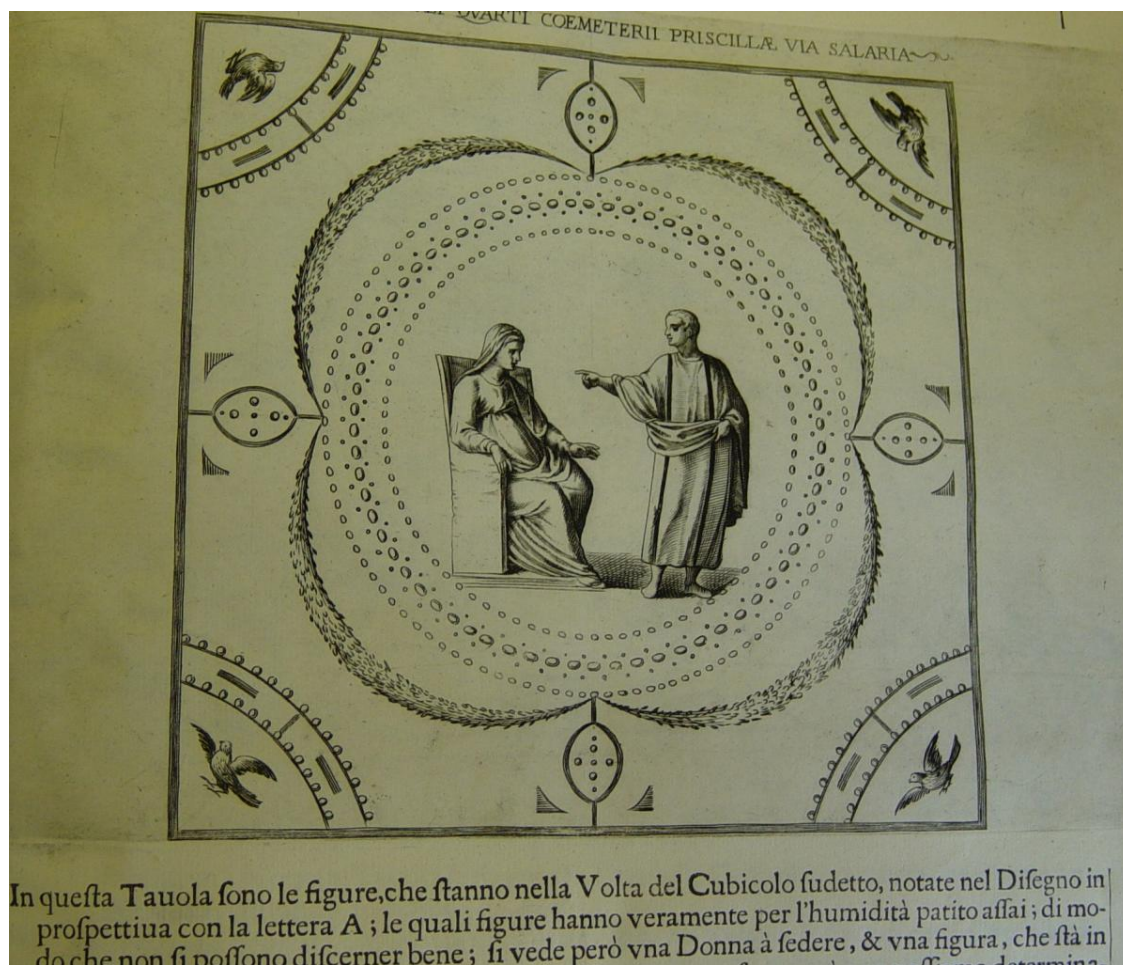 QVARTI COEMETERII PRISCILLÆ VIA SALARIA
In queſta Tauola ſono le figure, che ſtanno nella Volta del Cubicolo ſudetto, notate nel Diſegno in
proſpettiua con la lettera A; le quali figure hanno veramente per l'humidità patito aſſai; di mo-
do che non ſi poſſono diſcerner bene; ſi vede però vna Donna à ſedere, & vna figura, che ſtà in
determina